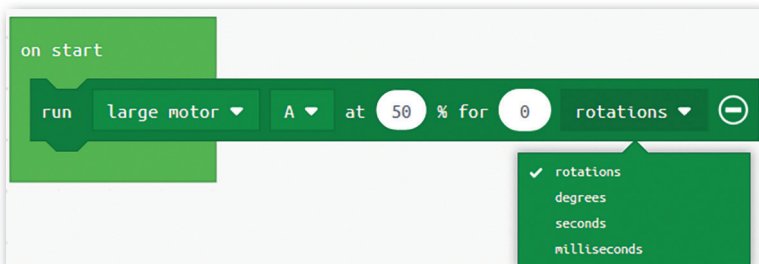 on start
run large motor A at 50 % for 0 rotations
rotations
degrees
seconds
milliseconds